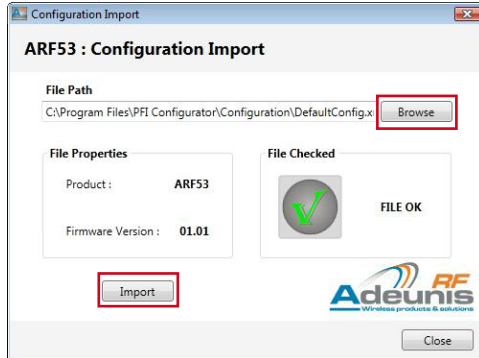 Configuration Import
ARF53 : Configuration Import
File Path
C:\Program Files\PFI Configurator\Configuration\DefaultConfig.x
Browse
File Properties
Product : ARF53
Firmware Version : 01.01
File Checked
FILE OK
Import
Adeunis RF
Wireless products & solutions
Close